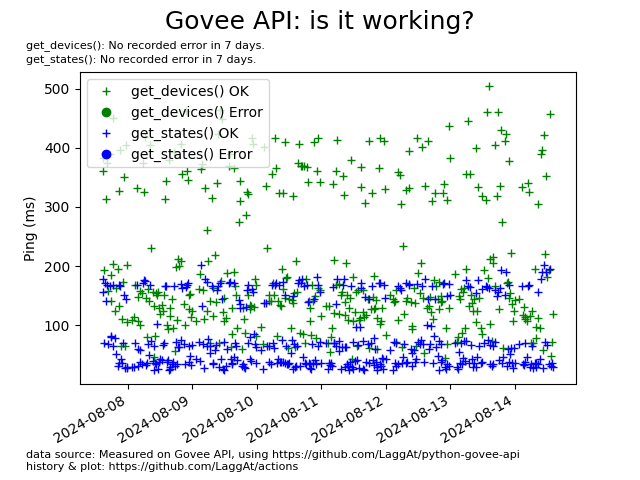 Govee API: is it working?
get_devices(): No recorded error in 7 days.
get_states(): No recorded error in 7 days.
get_devices() OK
get_devices() Error
get_states() OK
get_states() Error
Ping (ms)
500
400
300
200
100
2024-08-08
2024-08-09
2024-08-10
2024-08-11
2024-08-12
2024-08-13
2024-08-14
data source: Measured on Govee API, using https://github.com/LaggAt/python-govee-api
history & plot: https://github.com/LaggAt/actions